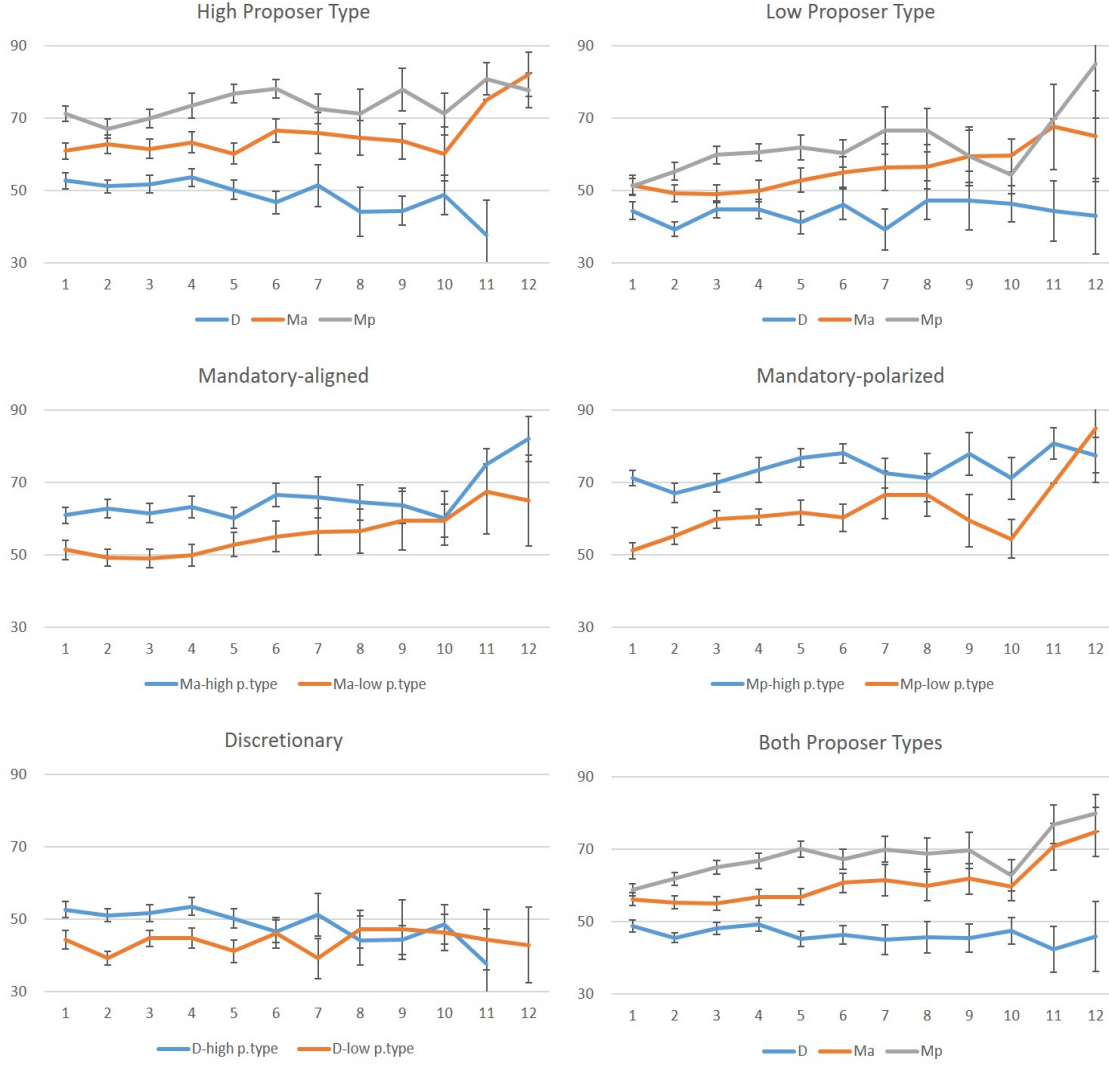 High Proposer Type
90
70
50
30
1 2 3 4 5 6 7 8 9 10 11 12
D Ma Mp
Low Proposer Type
90
70
50
30
1 2 3 4 5 6 7 8 9 10 11 12
D Ma Mp
Mandatory-aligned
90
70
50
30
1 2 3 4 5 6 7 8 9 10 11 12
Ma-high p.type Ma-low p.type
Mandatory-polarized
90
70
50
30
1 2 3 4 5 6 7 8 9 10 11 12
Mp-high p.type Mp-low p.type
Discretionary
90
70
50
30
1 2 3 4 5 6 7 8 9 10 11 12
D-high p.type D-low p.type
Both Proposer Types
90
70
50
30
1 2 3 4 5 6 7 8 9 10 11 12
D Ma Mp